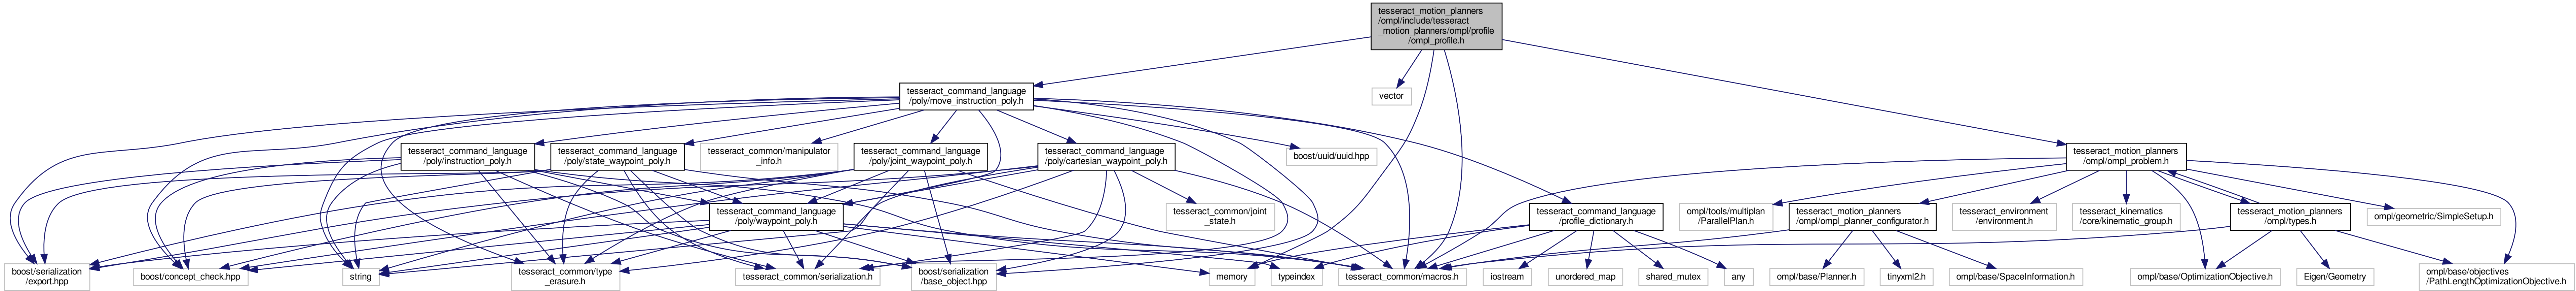 tesseract_motion_planners
/ompl/include/tesseract
_motion_planners/ompl/profile
/ompl_profile.h
tesseract_command_language
/poly/move_instruction_poly.h
vector
tesseract_command_language
/poly/instruction_poly.h
tesseract_command_language
/poly/state_waypoint_poly.h
tesseract_common/manipulator
_info.h
tesseract_command_language
/poly/joint_waypoint_poly.h
tesseract_command_language
/poly/cartesian_waypoint_poly.h
boost/uuid/uuid.hpp
tesseract_motion_planners
/ompl/ompl_problem.h
tesseract_command_language
/poly/waypoint_poly.h
tesseract_common/joint
_state.h
tesseract_command_language
/profile_dictionary.h
ompl/tools/multiplan
/ParallelPlan.h
tesseract_motion_planners
/ompl/ompl_planner_configurator.h
tesseract_environment
/environment.h
tesseract_kinematics
/core/kinematic_group.h
tesseract_motion_planners
/ompl/types.h
ompl/geometric/SimpleSetup.h
boost/serialization
/export.hpp
boost/concept_check.hpp
string
tesseract_common/type
_erasure.h
tesseract_common/serialization.h
boost/serialization
/base_object.hpp
memory
typeindex
tesseract_common/macros.h
iostream
unordered_map
shared_mutex
any
ompl/base/Planner.h
tinyxml2.h
ompl/base/SpaceInformation.h
ompl/base/OptimizationObjective.h
Eigen/Geometry
ompl/base/objectives
/PathLengthOptimizationObjective.h